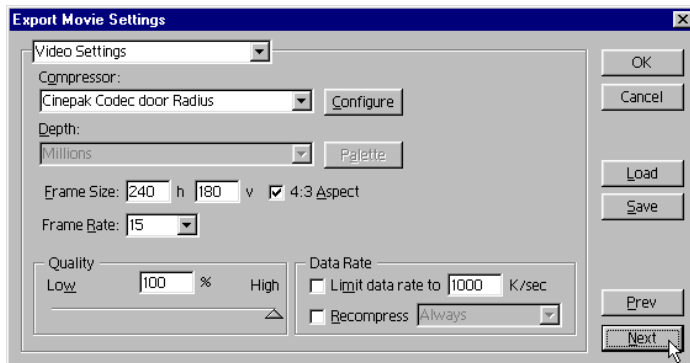 Export Movie Settings
Video Settings
OK
Compressor:
Cinepak Codec door Radius
Configure
Cancel
Depth:
Millions
Palette
Load
Frame Size: 240 h 180 v 4:3 Aspect
Save
Frame Rate: 15
Quality
Data Rate
Low 100 % High
Limit data rate to 1000 K/sec
Recompress Always
Prev
Next